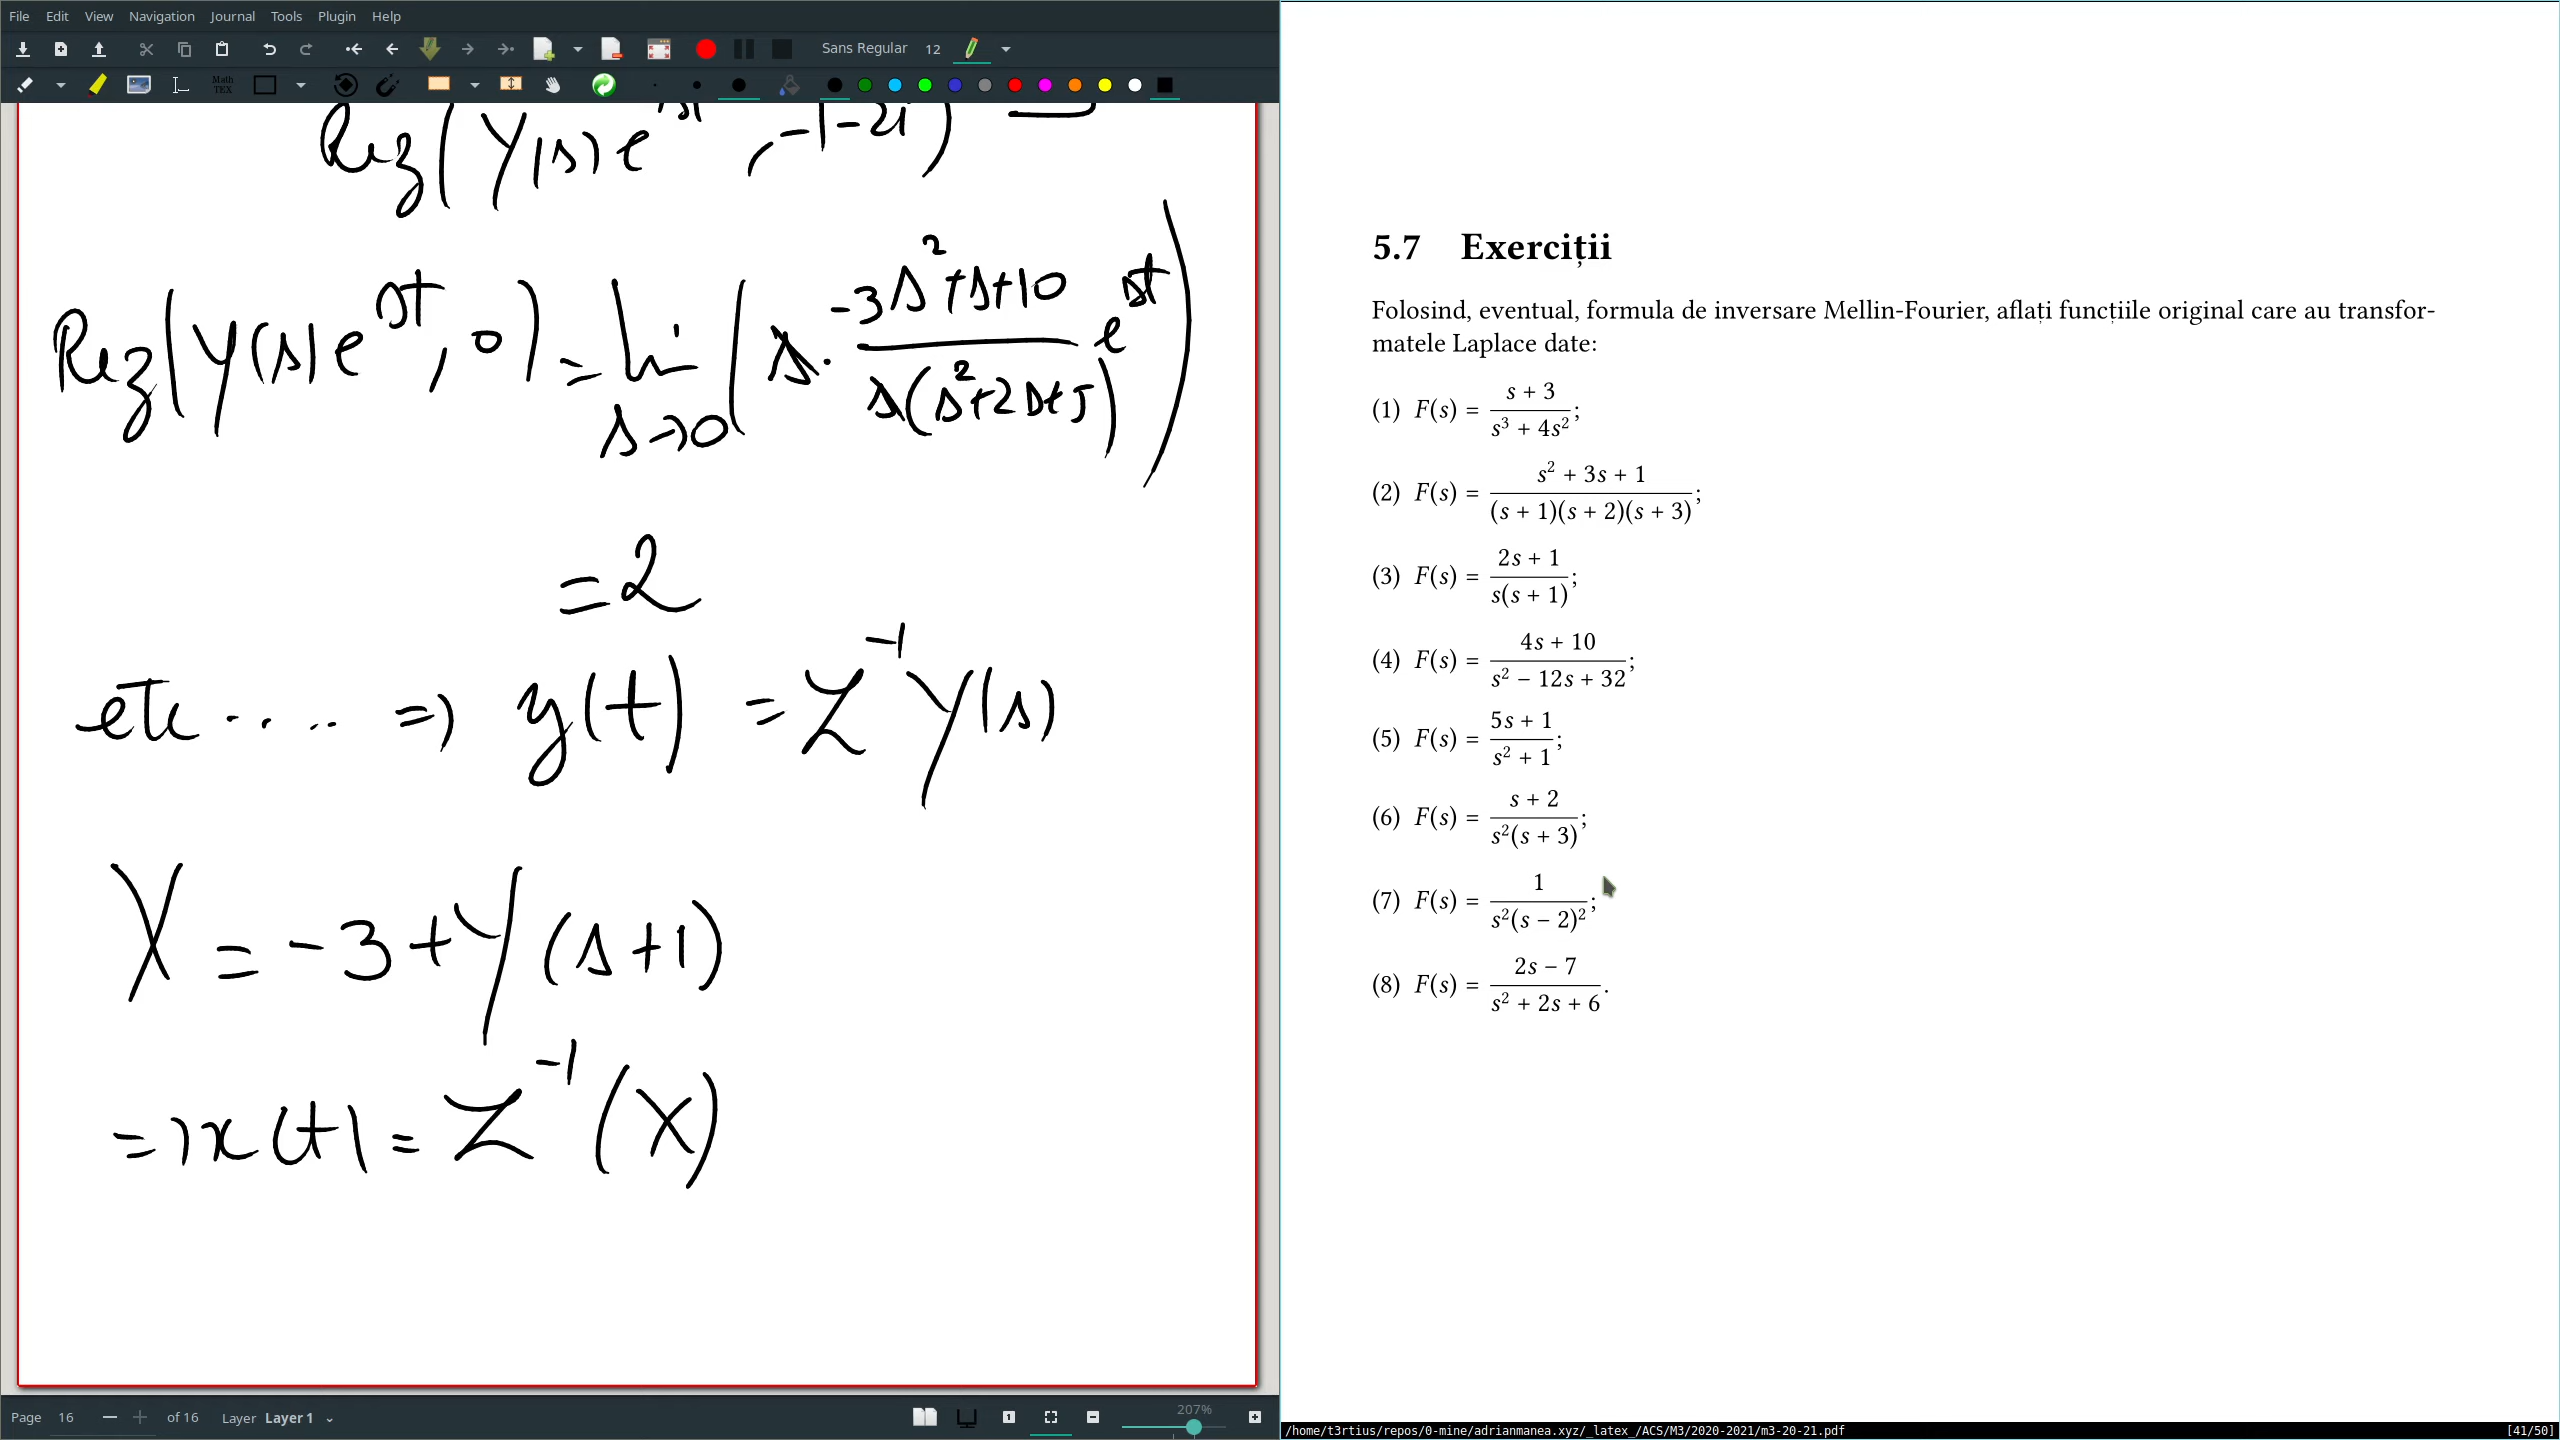 File Edit View Navigation Journal Tools Plugin Help
Sans Regular 12
Math TEX
Rez(Y(s)e^st, -1-2i)
Rez(Y(s)e^st, 0) = lim s→0 (s · (-3s²+s+10)/(s(s²+2s+5)) e^st)
= 2
etc .... => y(t) = L⁻¹ Y(s)
X = -3 + Y(s+1)
=> x(t) = L⁻¹(X)
Page 16 of 16 Layer Layer 1 207%
5.7 Exerciții
Folosind, eventual, formula de inversare Mellin-Fourier, aflați funcțiile original care au transfor-
matele Laplace date:
(1) F(s) = (s + 3)/(s³ + 4s²);
(2) F(s) = (s² + 3s + 1)/((s + 1)(s + 2)(s + 3));
(3) F(s) = (2s + 1)/(s(s + 1));
(4) F(s) = (4s + 10)/(s² − 12s + 32);
(5) F(s) = (5s + 1)/(s² + 1);
(6) F(s) = (s + 2)/(s²(s + 3));
(7) F(s) = 1/(s²(s − 2)²);
(8) F(s) = (2s − 7)/(s² + 2s + 6).
/home/t3rtius/repos/0-mine/adrianmanea.xyz/_latex_/ACS/M3/2020-2021/m3-20-21.pdf [41/50]